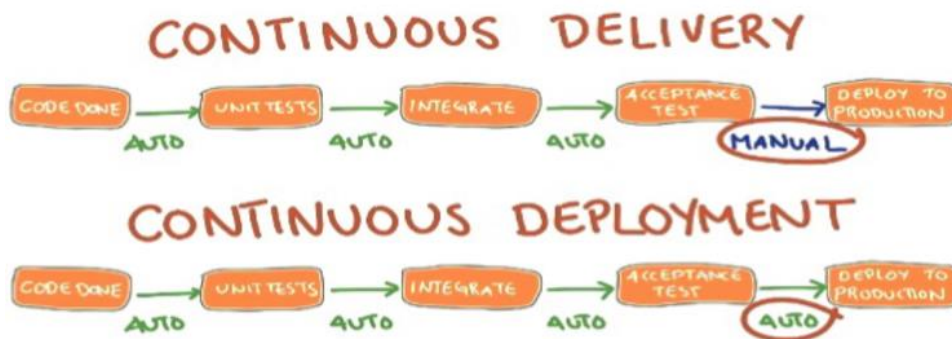 CONTINUOUS DELIVERY
CODE DONE UNIT TESTS INTEGRATE ACCEPTANCE TEST DEPLOY TO PRODUCTION
AUTO AUTO AUTO MANUAL
CONTINUOUS DEPLOYMENT
CODE DONE UNIT TESTS INTEGRATE ACCEPTANCE TEST DEPLOY TO PRODUCTION
AUTO AUTO AUTO AUTO